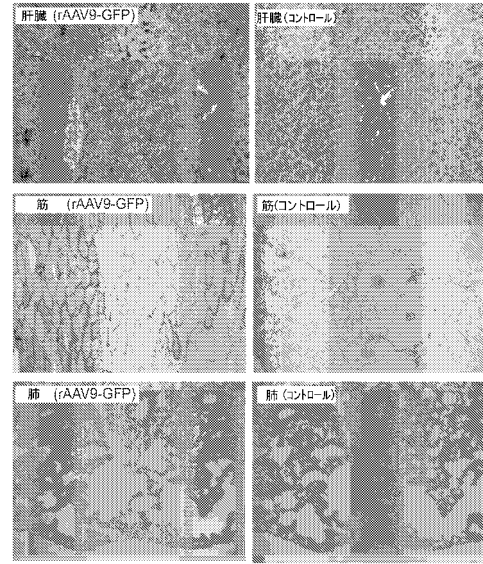 肝臓 (rAAV9-GFP)
肝臓(コントロール)
筋 (rAAV9-GFP)
筋(コントロール)
肺 (rAAV9-GFP)
肺 (コントロール)